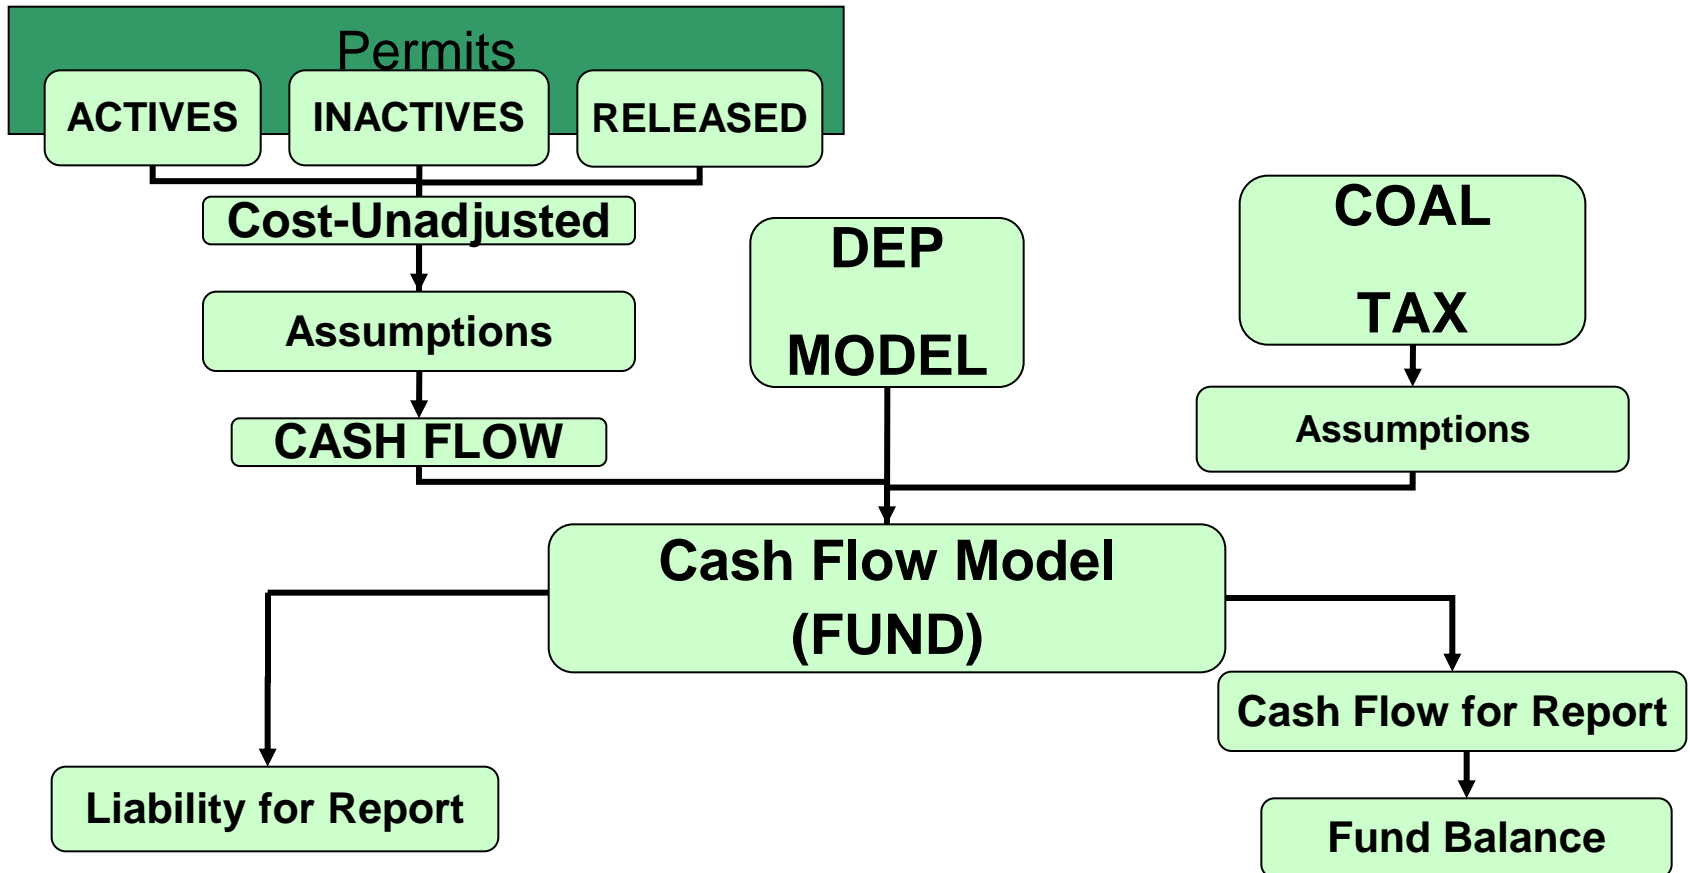 Permits
ACTIVES
INACTIVES
RELEASED
Cost-Unadjusted
Assumptions
CASH FLOW
DEP
MODEL
COAL
TAX
Assumptions
Cash Flow Model
(FUND)
Cash Flow for Report
Liability for Report
Fund Balance